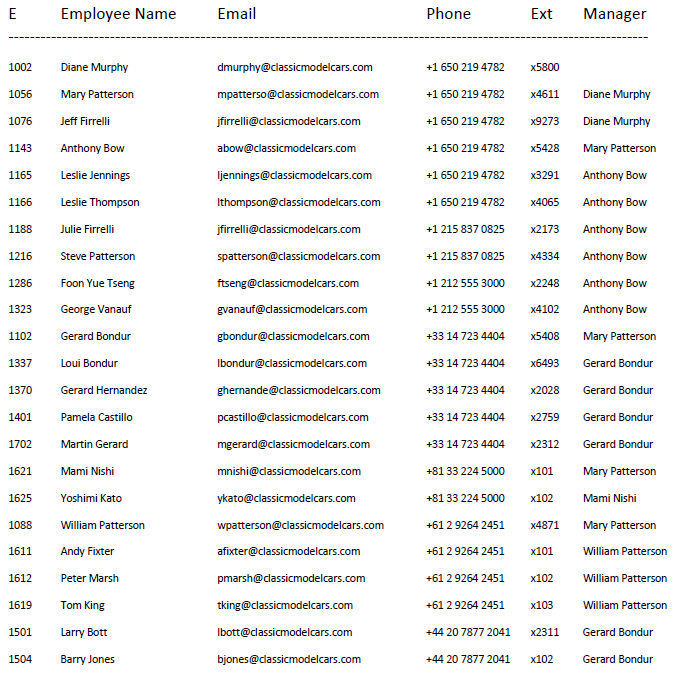 E Employee Name Email Phone Ext Manager
--------------------------------------------------------------------------------------------------------------------------------
1002 Diane Murphy dmurphy@classicmodelcars.com +1 650 219 4782 x5800
1056 Mary Patterson mpatterso@classicmodelcars.com +1 650 219 4782 x4611 Diane Murphy
1076 Jeff Firrelli jfirrelli@classicmodelcars.com +1 650 219 4782 x9273 Diane Murphy
1143 Anthony Bow abow@classicmodelcars.com +1 650 219 4782 x5428 Mary Patterson
1165 Leslie Jennings ljennings@classicmodelcars.com +1 650 219 4782 x3291 Anthony Bow
1166 Leslie Thompson lthompson@classicmodelcars.com +1 650 219 4782 x4065 Anthony Bow
1188 Julie Firrelli jfirrelli@classicmodelcars.com +1 215 837 0825 x2173 Anthony Bow
1216 Steve Patterson spatterson@classicmodelcars.com +1 215 837 0825 x4334 Anthony Bow
1286 Foon Yue Tseng ftseng@classicmodelcars.com +1 212 555 3000 x2248 Anthony Bow
1323 George Vanauf gvanauf@classicmodelcars.com +1 212 555 3000 x4102 Anthony Bow
1102 Gerard Bondur gbondur@classicmodelcars.com +33 14 723 4404 x5408 Mary Patterson
1337 Loui Bondur lbondur@classicmodelcars.com +33 14 723 4404 x6493 Gerard Bondur
1370 Gerard Hernandez ghernande@classicmodelcars.com +33 14 723 4404 x2028 Gerard Bondur
1401 Pamela Castillo pcastillo@classicmodelcars.com +33 14 723 4404 x2759 Gerard Bondur
1702 Martin Gerard mgerard@classicmodelcars.com +33 14 723 4404 x2312 Gerard Bondur
1621 Mami Nishi mnishi@classicmodelcars.com +81 33 224 5000 x101 Mary Patterson
1625 Yoshimi Kato ykato@classicmodelcars.com +81 33 224 5000 x102 Mami Nishi
1088 William Patterson wpatterson@classicmodelcars.com +61 2 9264 2451 x4871 Mary Patterson
1611 Andy Fixter afixter@classicmodelcars.com +61 2 9264 2451 x101 William Patterson
1612 Peter Marsh pmarsh@classicmodelcars.com +61 2 9264 2451 x102 William Patterson
1619 Tom King tking@classicmodelcars.com +61 2 9264 2451 x103 William Patterson
1501 Larry Bott lbott@classicmodelcars.com +44 20 7877 2041 x2311 Gerard Bondur
1504 Barry Jones bjones@classicmodelcars.com +44 20 7877 2041 x102 Gerard Bondur